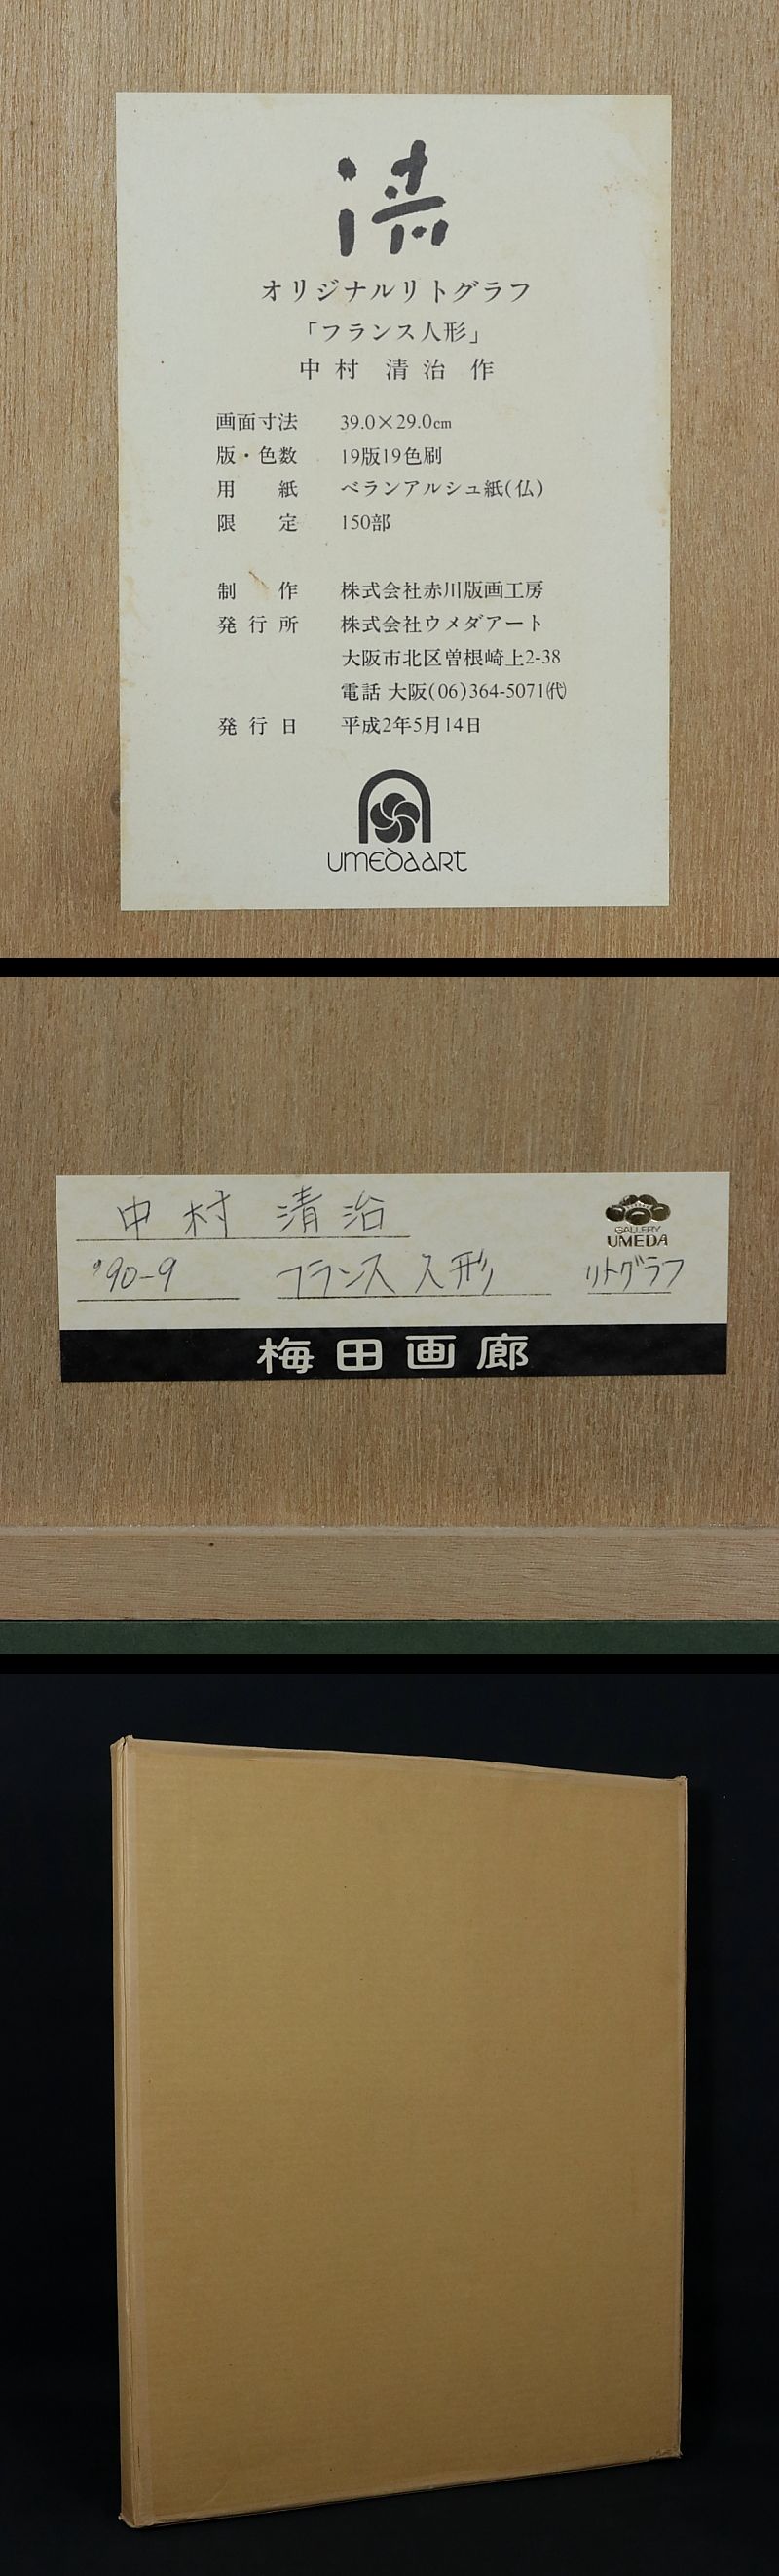 清
オリジナルリトグラフ
「フランス人形」
中村 清治 作
画面寸法 39.0×29.0cm
版・色数 19版19色刷
用 紙 ベランアルシュ紙(仏)
限 定 150部
制 作 株式会社赤川版画工房
発行所 株式会社ウメダアート
大阪市北区曽根崎上2-38
電話 大阪(06)364-5071㈹
発行日 平成2年5月14日
UMEDAART
中村 清治
GALLERY
UMEDA
'90-9 フランス人形 リトグラフ
梅田画廊